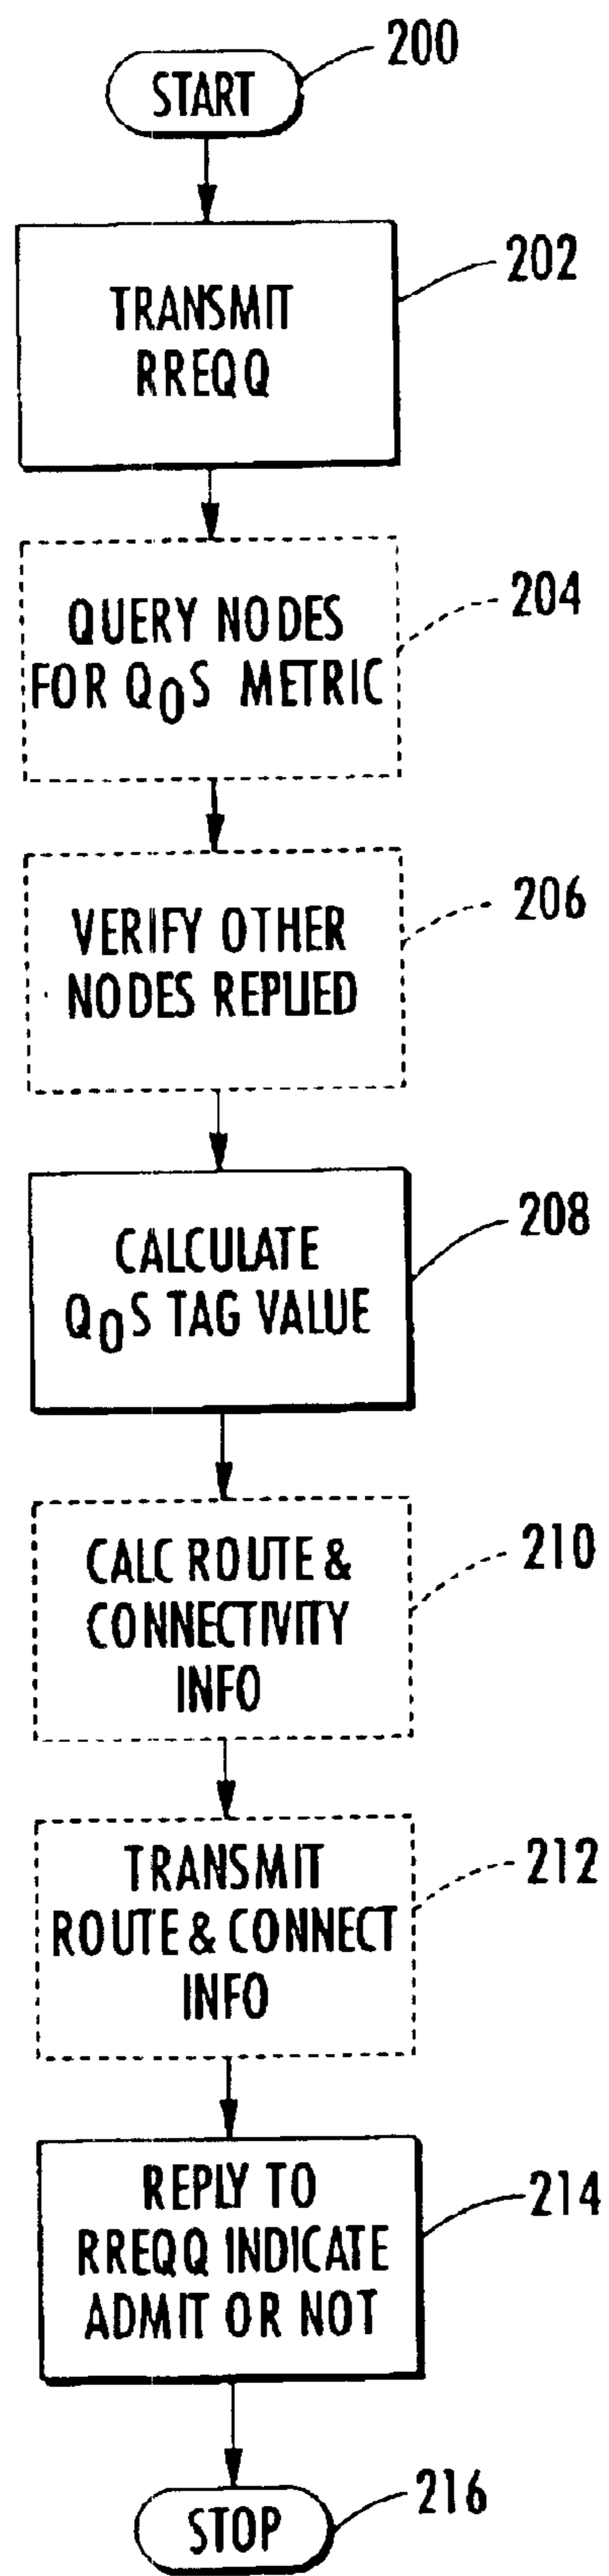 START
200
TRANSMIT
RREQQ
202
QUERY NODES
FOR QOS METRIC
204
VERIFY OTHER
NODES REPLIED
206
CALCULATE
QOS TAG VALUE
208
CALC ROUTE &
CONNECTIVITY
INFO
210
TRANSMIT
ROUTE & CONNECT
INFO
212
REPLY TO
RREQQ INDICATE
ADMIT OR NOT
214
STOP
216